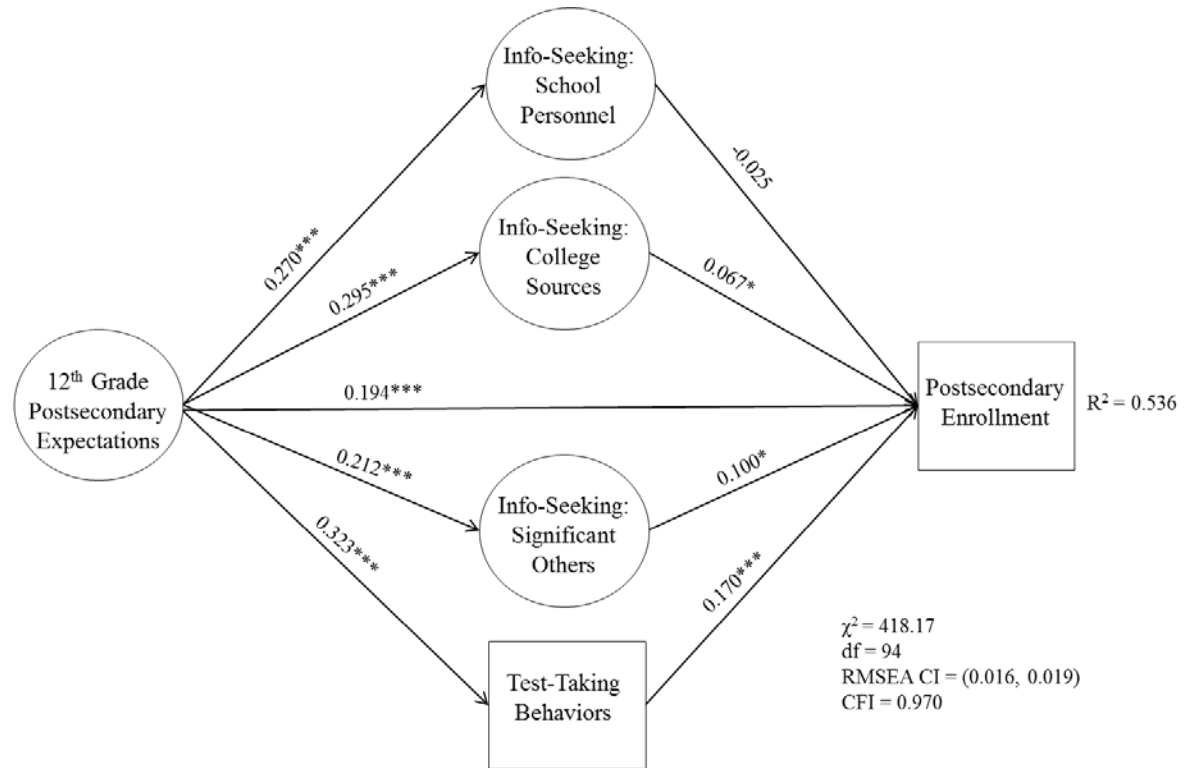 Info-Seeking:
School
Personnel
-0.025
0.270***
Info-Seeking:
College
Sources
0.295***
0.067*
12th Grade
Postsecondary
Expectations
0.194***
Postsecondary
Enrollment
R² = 0.536
0.212***
Info-Seeking:
Significant
Others
0.100*
0.323***
0.170***
Test-Taking
Behaviors
χ² = 418.17
df = 94
RMSEA CI = (0.016, 0.019)
CFI = 0.970